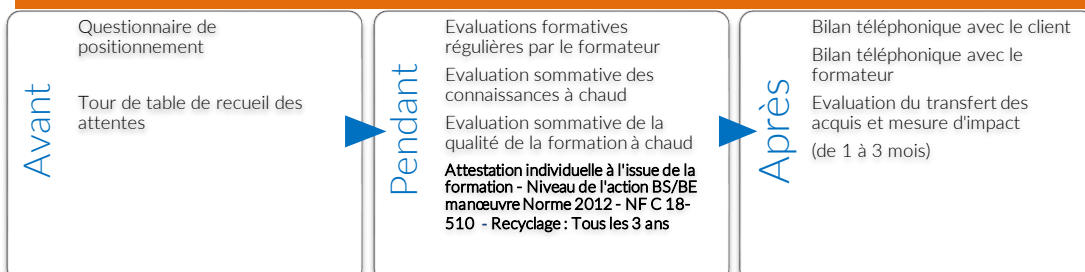 Avant
Questionnaire de
positionnement
Tour de table de recueil des
attentes
Pendant
Evaluations formatives
régulières par le formateur
Evaluation sommative des
connaissances à chaud
Evaluation sommative de la
qualité de la formation à chaud
Attestation individuelle à l'issue de la
formation - Niveau de l'action BS/BE
manœuvre Norme 2012 - NF C 18-
510 - Recyclage : Tous les 3 ans
Après
Bilan téléphonique avec le client
Bilan téléphonique avec le
formateur
Evaluation du transfert des
acquis et mesure d'impact
(de 1 à 3 mois)